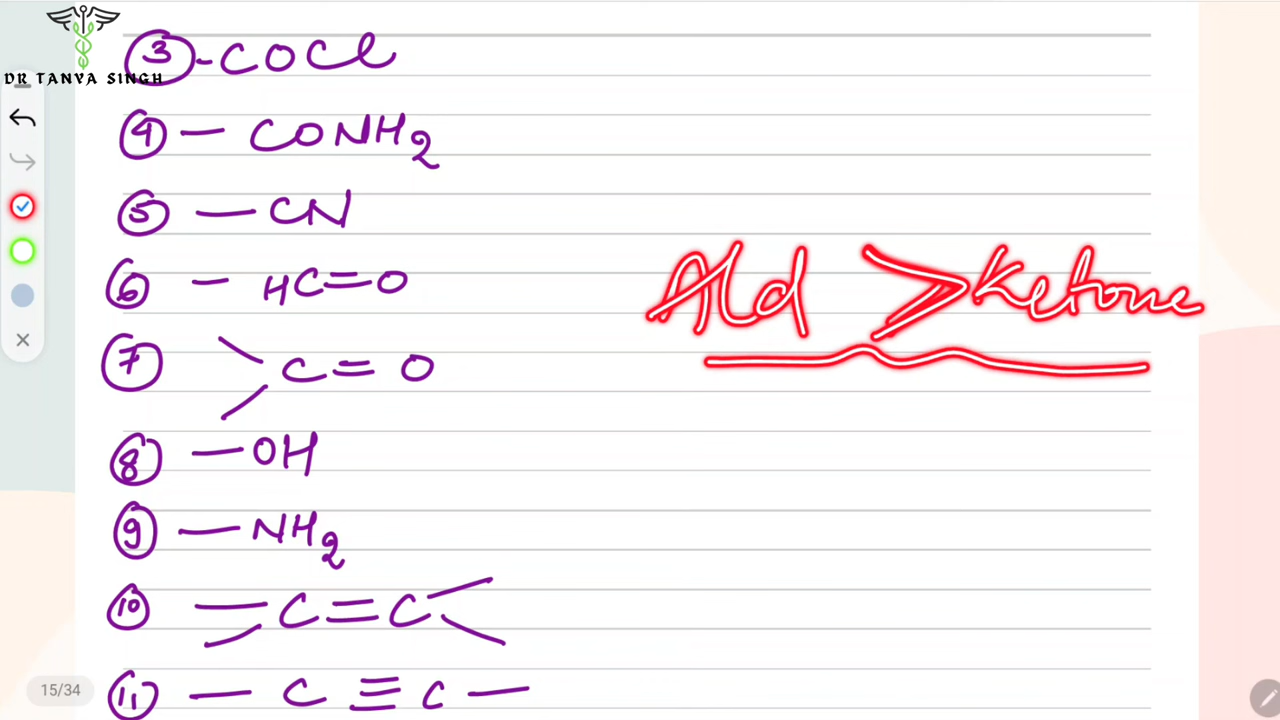 ③ -COCl
DR TANYA SINGH
④ — CONH₂
⑤ — CN
⑥ — HC=O
Ald > Ketone
⑦ >C=O
⑧ — OH
⑨ — NH₂
⑩ >C=C<
⑪ — C≡C —
15/34